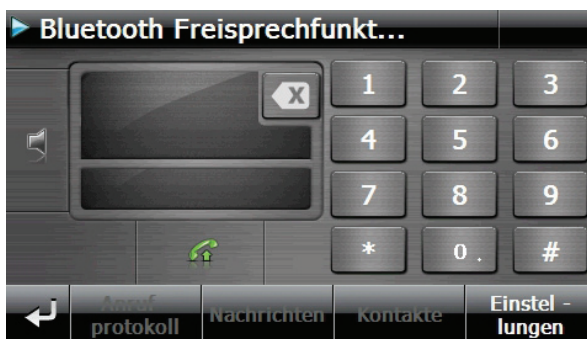 Bluetooth Freisprechfunkt...
X
1 2 3
4 5 6
7 8 9
* 0 . #
Anruf-
protokoll
Nachrichten
Kontakte
Einstel -
lungen